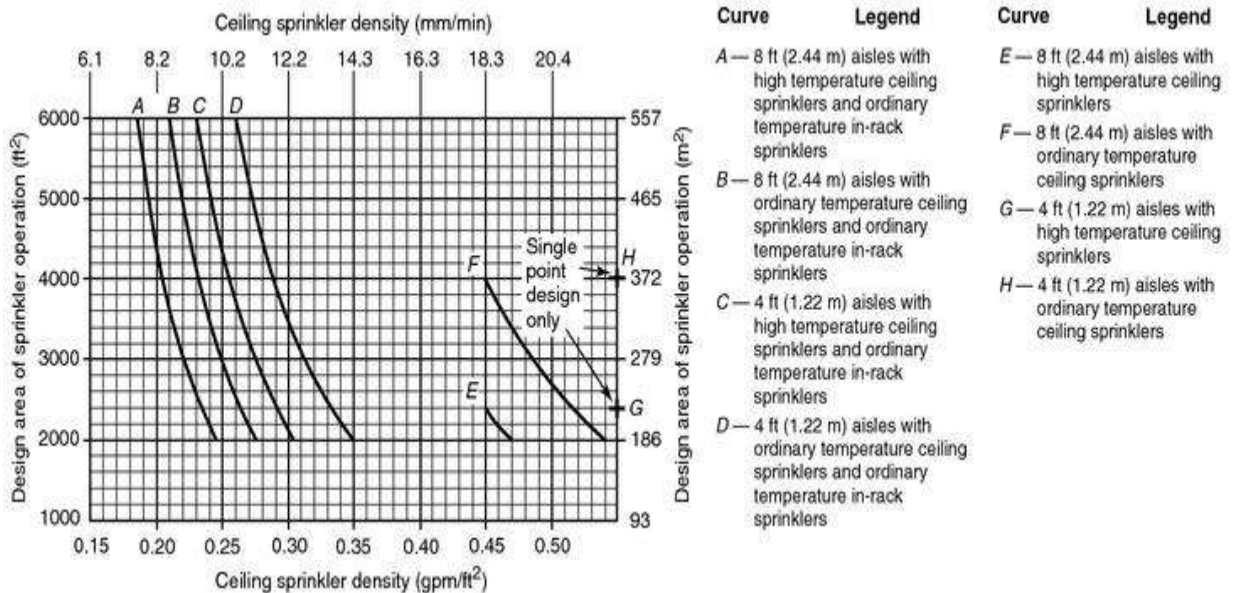 Ceiling sprinkler density (mm/min)
6.1 8.2 10.2 12.2 14.3 16.3 18.3 20.4
A B C D
6000 557
5000 465
4000 372
3000 279
2000 186
1000 93
F
E
Single
point
design
only
H
G
Design area of sprinkler operation (ft²)
Design area of sprinkler operation (m²)
0.15 0.20 0.25 0.30 0.35 0.40 0.45 0.50
Ceiling sprinkler density (gpm/ft²)
Curve Legend
A — 8 ft (2.44 m) aisles with
high temperature ceiling
sprinklers and ordinary
temperature in-rack
sprinklers
B — 8 ft (2.44 m) aisles with
ordinary temperature ceiling
sprinklers and ordinary
temperature in-rack
sprinklers
C — 4 ft (1.22 m) aisles with
high temperature ceiling
sprinklers and ordinary
temperature in-rack
sprinklers
D — 4 ft (1.22 m) aisles with
ordinary temperature ceiling
sprinklers and ordinary
temperature in-rack
sprinklers
Curve Legend
E — 8 ft (2.44 m) aisles with
high temperature ceiling
sprinklers
F — 8 ft (2.44 m) aisles with
ordinary temperature
ceiling sprinklers
G — 4 ft (1.22 m) aisles with
high temperature ceiling
sprinklers
H — 4 ft (1.22 m) aisles with
ordinary temperature
ceiling sprinklers